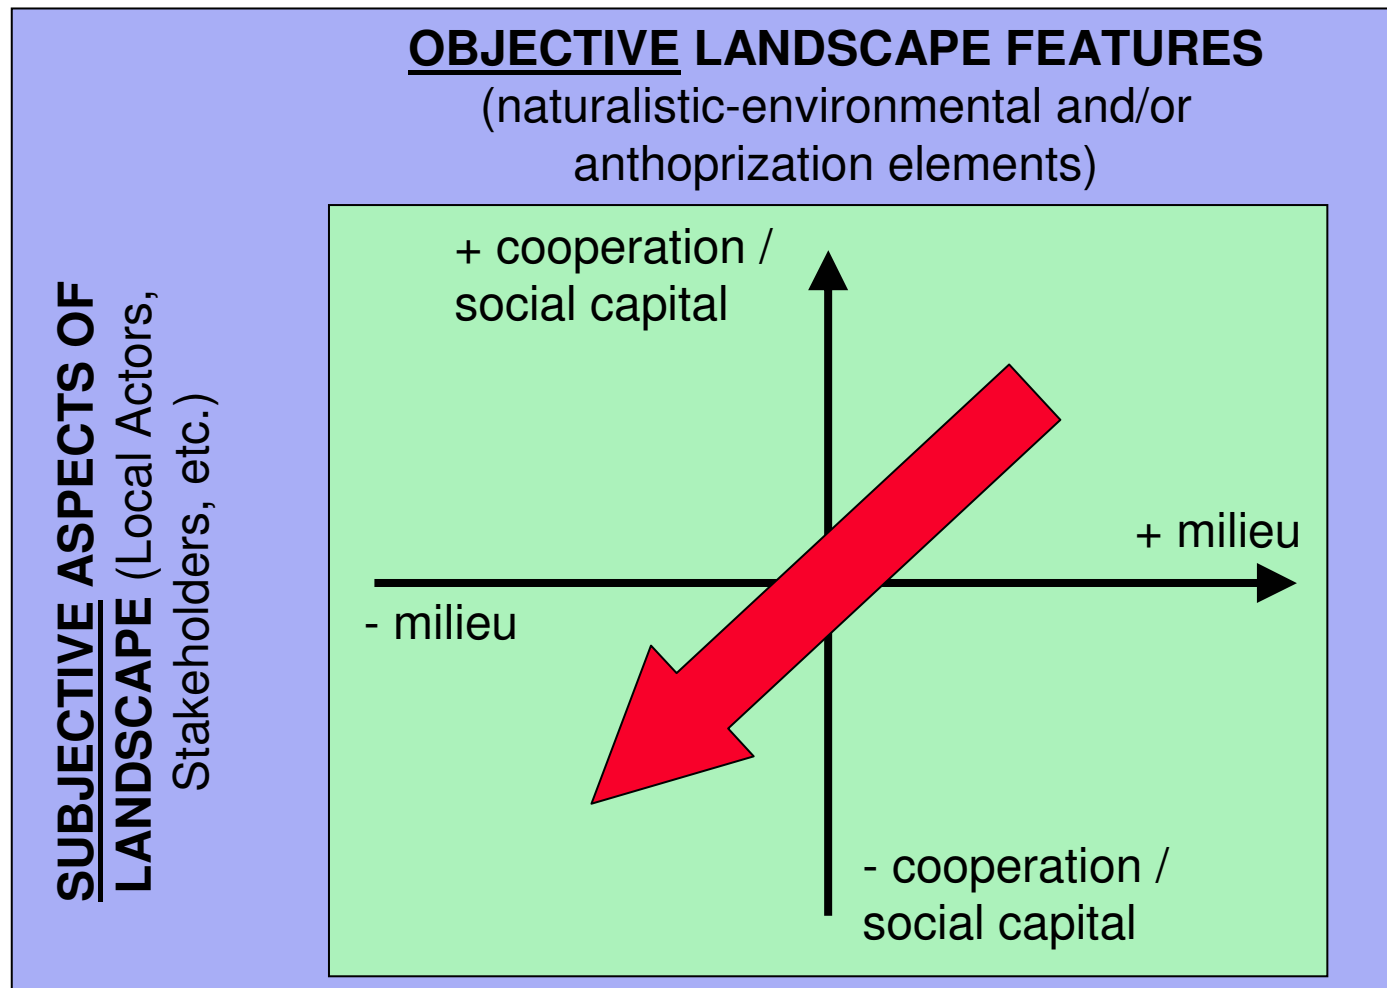 OBJECTIVE LANDSCAPE FEATURES
(naturalistic-environmental and/or
anthoprization elements)
SUBJECTIVE ASPECTS OF
LANDSCAPE (Local Actors,
Stakeholders, etc.)
+ cooperation /
social capital
+ milieu
- milieu
- cooperation /
social capital